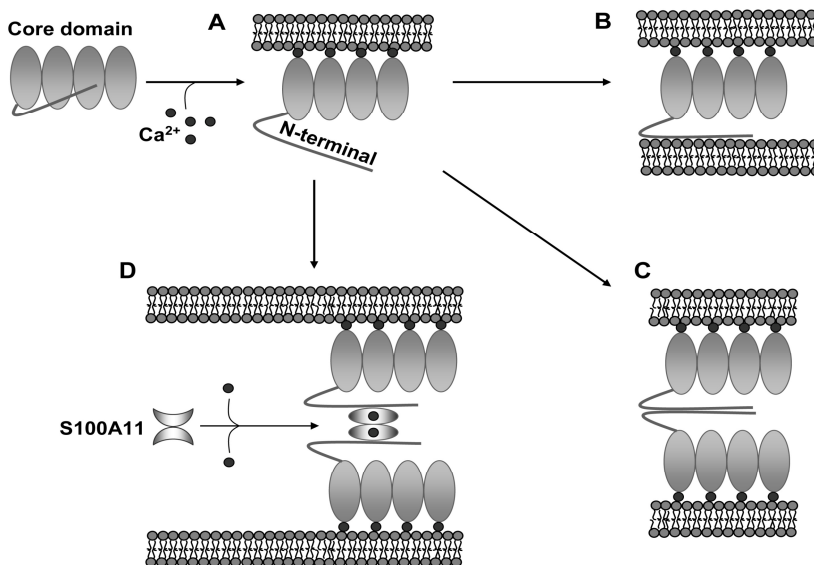 Core domain
A
B
Ca²⁺
N-terminal
D
C
S100A11